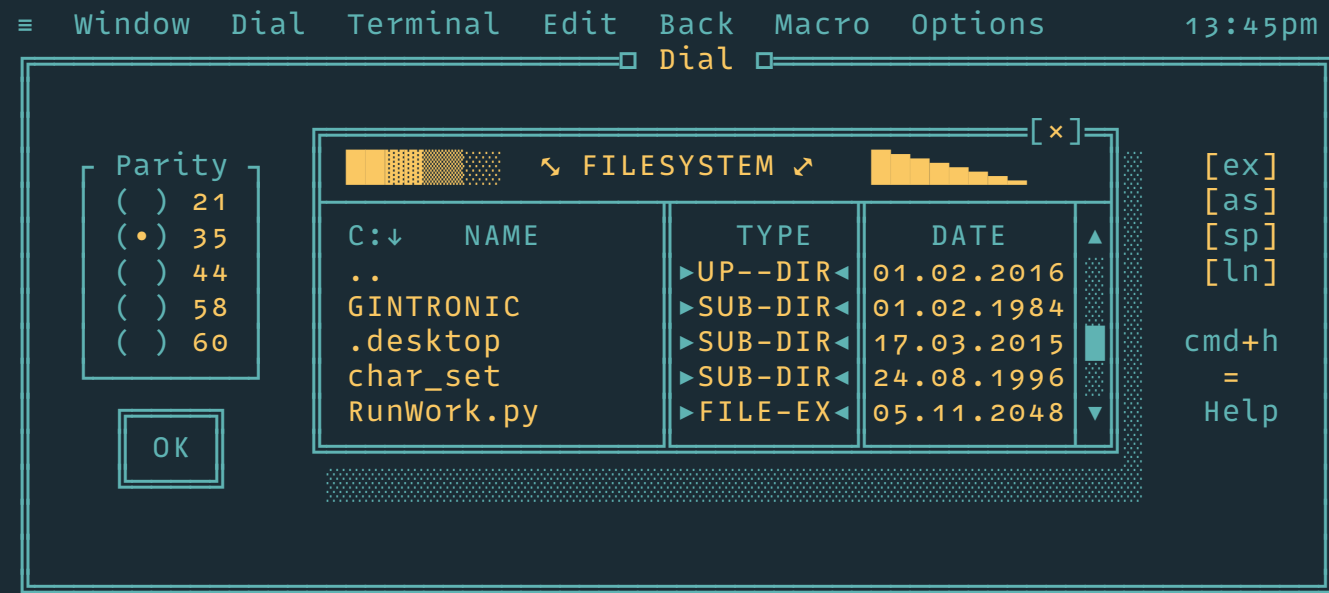 ≡ Window Dial Terminal Edit Back Macro Options 13:45pm
Dial
[×]
Parity
( ) 21
(•) 35
( ) 44
( ) 58
( ) 60
OK
⤡ FILESYSTEM ⤢
C:↓ NAME TYPE DATE ▲
.. ►UP--DIR◄ 01.02.2016
GINTRONIC ►SUB-DIR◄ 01.02.1984
.desktop ►SUB-DIR◄ 17.03.2015
char_set ►SUB-DIR◄ 24.08.1996
RunWork.py ►FILE-EX◄ 05.11.2048 ▼
[ex]
[as]
[sp]
[ln]
cmd+h
=
Help